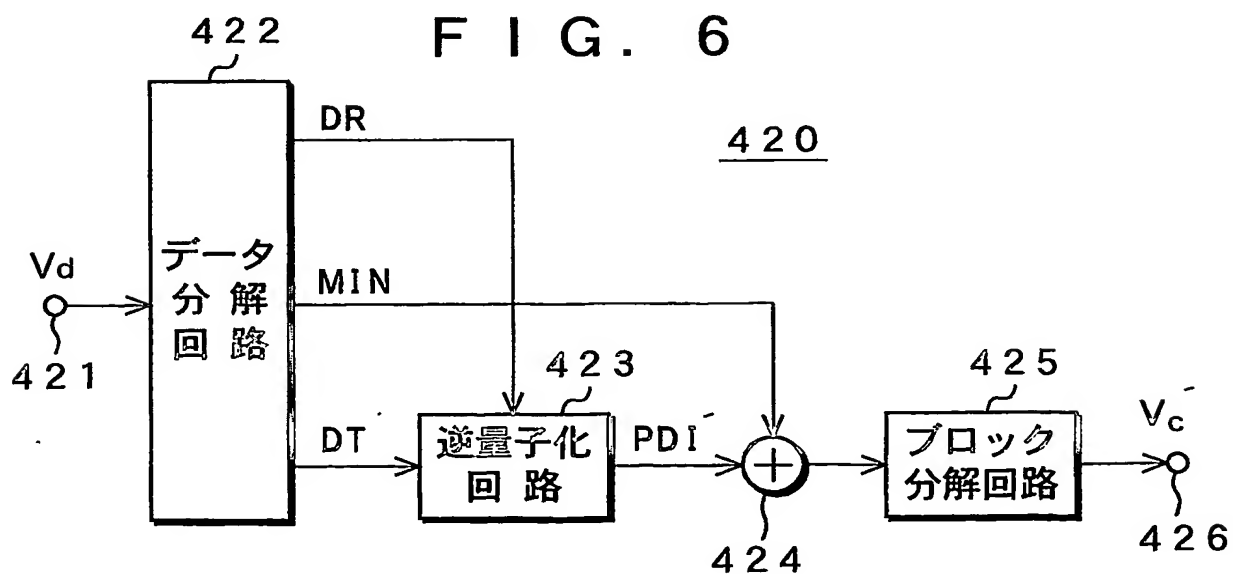 FIG. 6
422
420
DR
データ
分解
回路
Vd
421
MIN
DT
423
逆量子化
回路
PDI
424
425
ブロック
分解回路
Vc
426